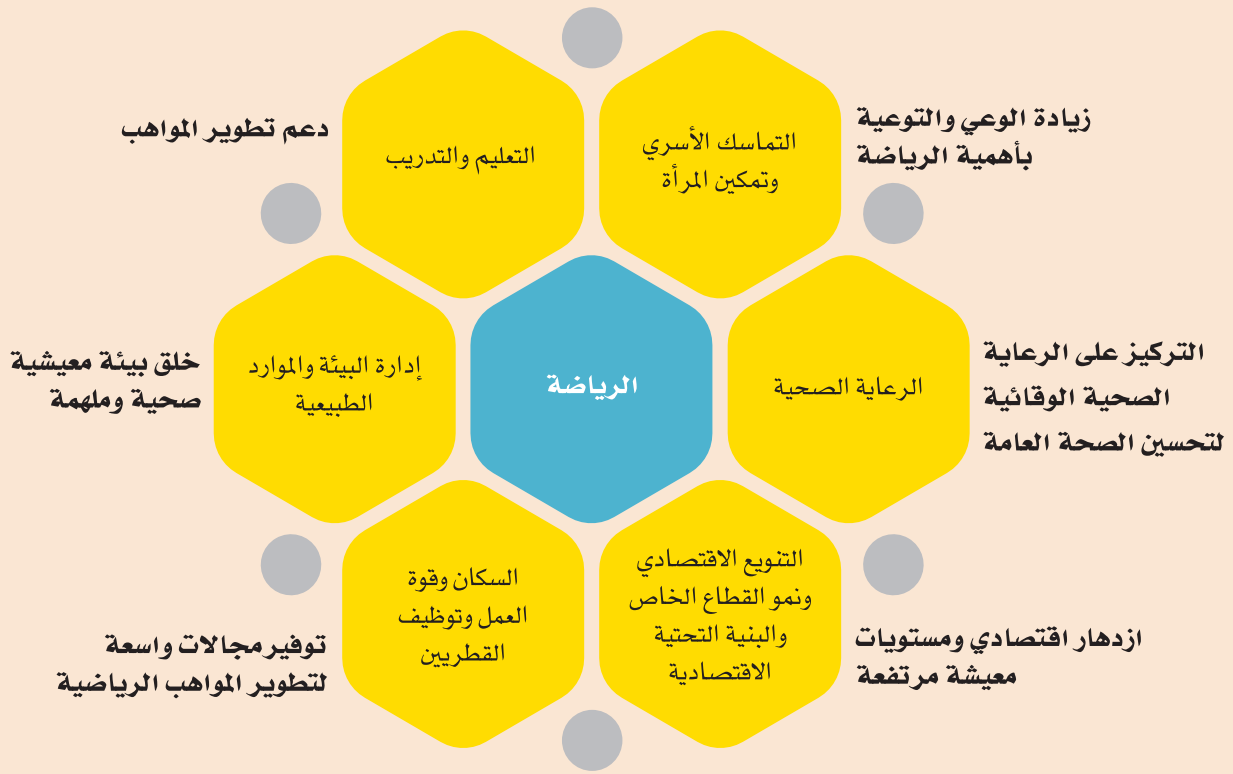 زيادة الوعي والتوعية
بأهمية الرياضة
التماسك الأسري
وتمكين المرأة
التعليم والتدريب
دعم تطوير المواهب
التركيز على الرعاية
الصحية الوقائية
لتحسين الصحة العامة
الرعاية الصحية
الرياضة
إدارة البيئة والموارد
الطبيعية
خلق بيئة معيشية
صحية وملهمة
ازدهار اقتصادي ومستويات
معيشة مرتفعة
التنويع الاقتصادي
ونمو القطاع الخاص
والبنية التحتية
الاقتصادية
السكان وقوة
العمل وتوظيف
القطريين
توفير مجالات واسعة
لتطوير المواهب الرياضية